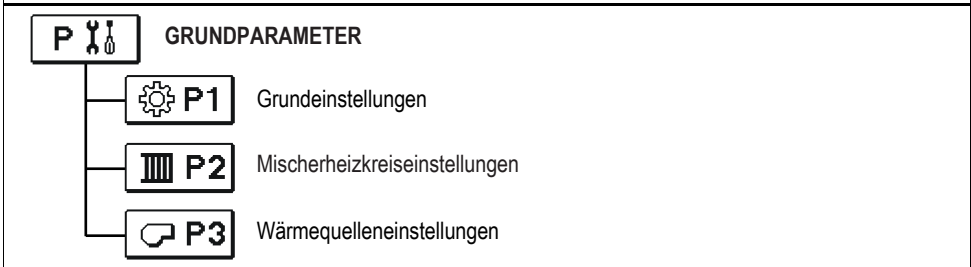 P GRUNDPARAMETER
P1 Grundeinstellungen
P2 Mischerheizkreiseinstellungen
P3 Wärmequelleneinstellungen